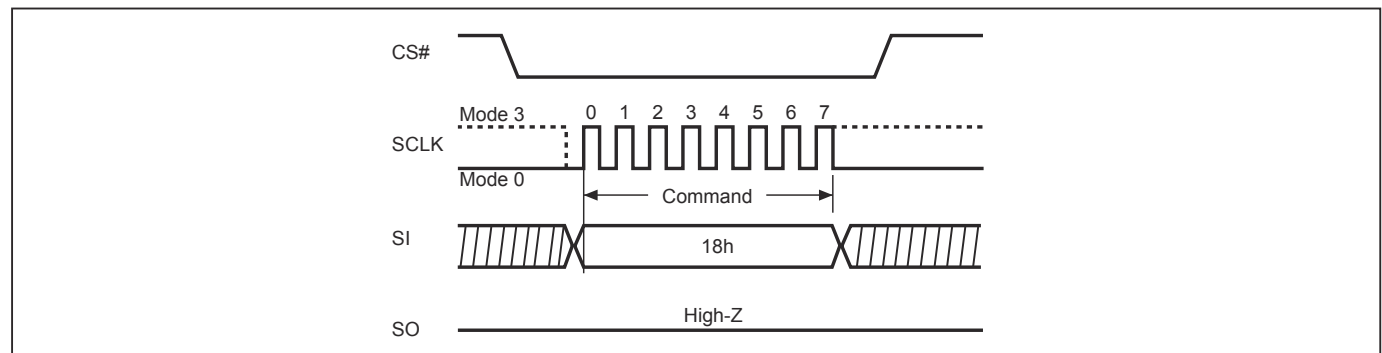 CS#
Mode 3 0 1 2 3 4 5 6 7
SCLK
Mode 0
Command
SI
18h
High-Z
SO